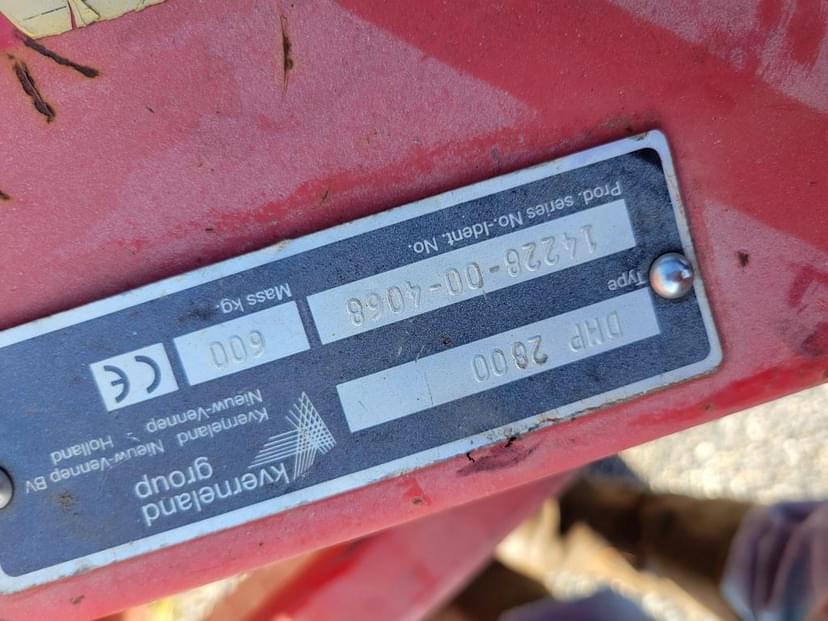 kverneland
group
Kverneland Nieuw-Vennep BV
Nieuw-Vennep - Holland
Type
DMP 2800
Prod. series No.-Ident. No.
14228-00-4068
Mass kg-
600
CE